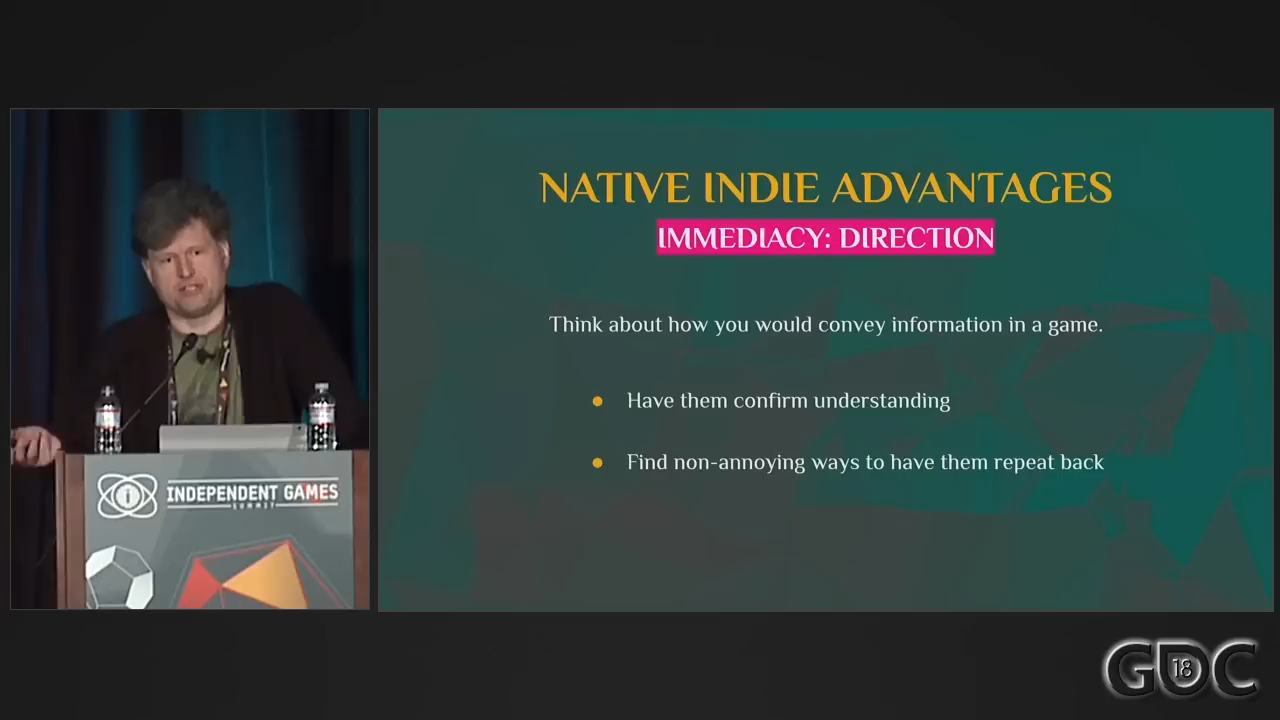 NATIVE INDIE ADVANTAGES
IMMEDIACY: DIRECTION
Think about how you would convey information in a game.
● Have them confirm understanding
● Find non-annoying ways to have them repeat back
i INDEPENDENT GAMES
SUMMIT
GDC
18